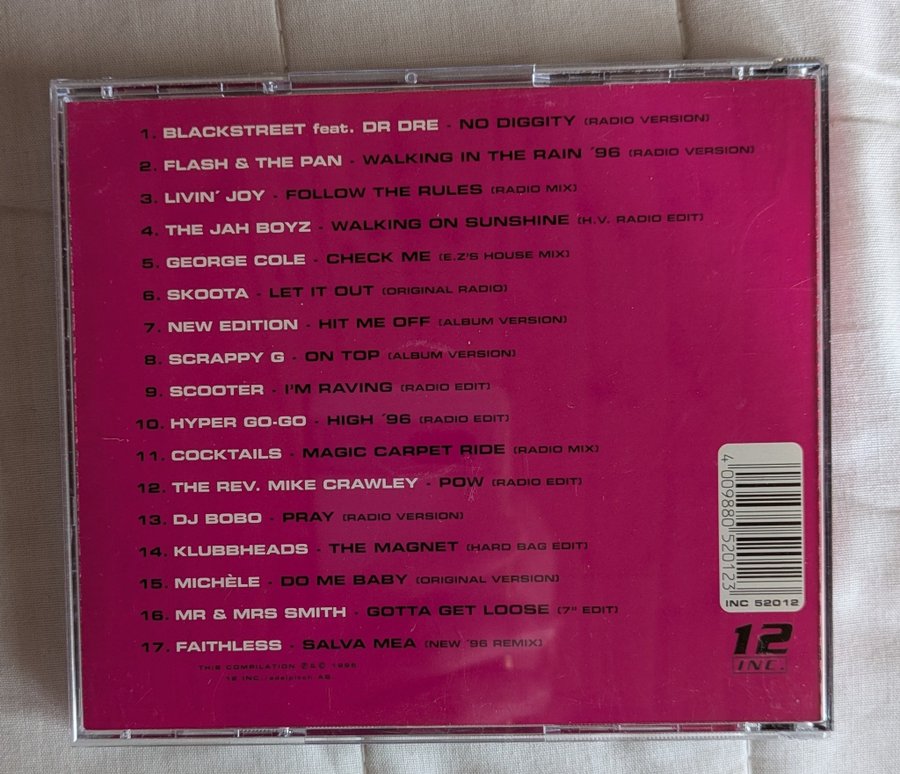 1. BLACKSTREET feat. DR DRE - NO DIGGITY (RADIO VERSION)
2. FLASH & THE PAN - WALKING IN THE RAIN ´96 (RADIO VERSION)
3. LIVIN´ JOY - FOLLOW THE RULES (RADIO MIX)
4. THE JAH BOYZ - WALKING ON SUNSHINE (H.V. RADIO EDIT)
5. GEORGE COLE - CHECK ME (E.Z'S HOUSE MIX)
6. SKOOTA - LET IT OUT (ORIGINAL RADIO)
7. NEW EDITION - HIT ME OFF (ALBUM VERSION)
8. SCRAPPY G - ON TOP (ALBUM VERSION)
9. SCOOTER - I'M RAVING (RADIO EDIT)
10. HYPER GO-GO - HIGH ´96 (RADIO EDIT)
11. COCKTAILS - MAGIC CARPET RIDE (RADIO MIX)
12. THE REV. MIKE CRAWLEY - POW (RADIO EDIT)
13. DJ BOBO - PRAY (RADIO VERSION)
14. KLUBBHEADS - THE MAGNET (HARD BAG EDIT)
15. MICHÈLE - DO ME BABY (ORIGINAL VERSION)
16. MR & MRS SMITH - GOTTA GET LOOSE (7" EDIT)
17. FAITHLESS - SALVA MEA (NEW ´96 REMIX)
THIS COMPILATION ℗&© 1996
12 INC. AB.
4 009880 520123
INC 52012
12
INC.